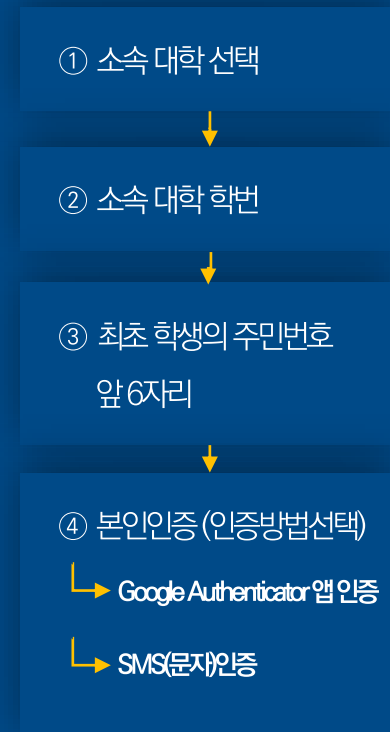 ① 소속 대학 선택
② 소속 대학 학번
③ 최초 학생의 주민번호
앞 6자리
④ 본인인증 (인증방법선택)
Google Authenticator 앱 인증
SMS(문자)인증